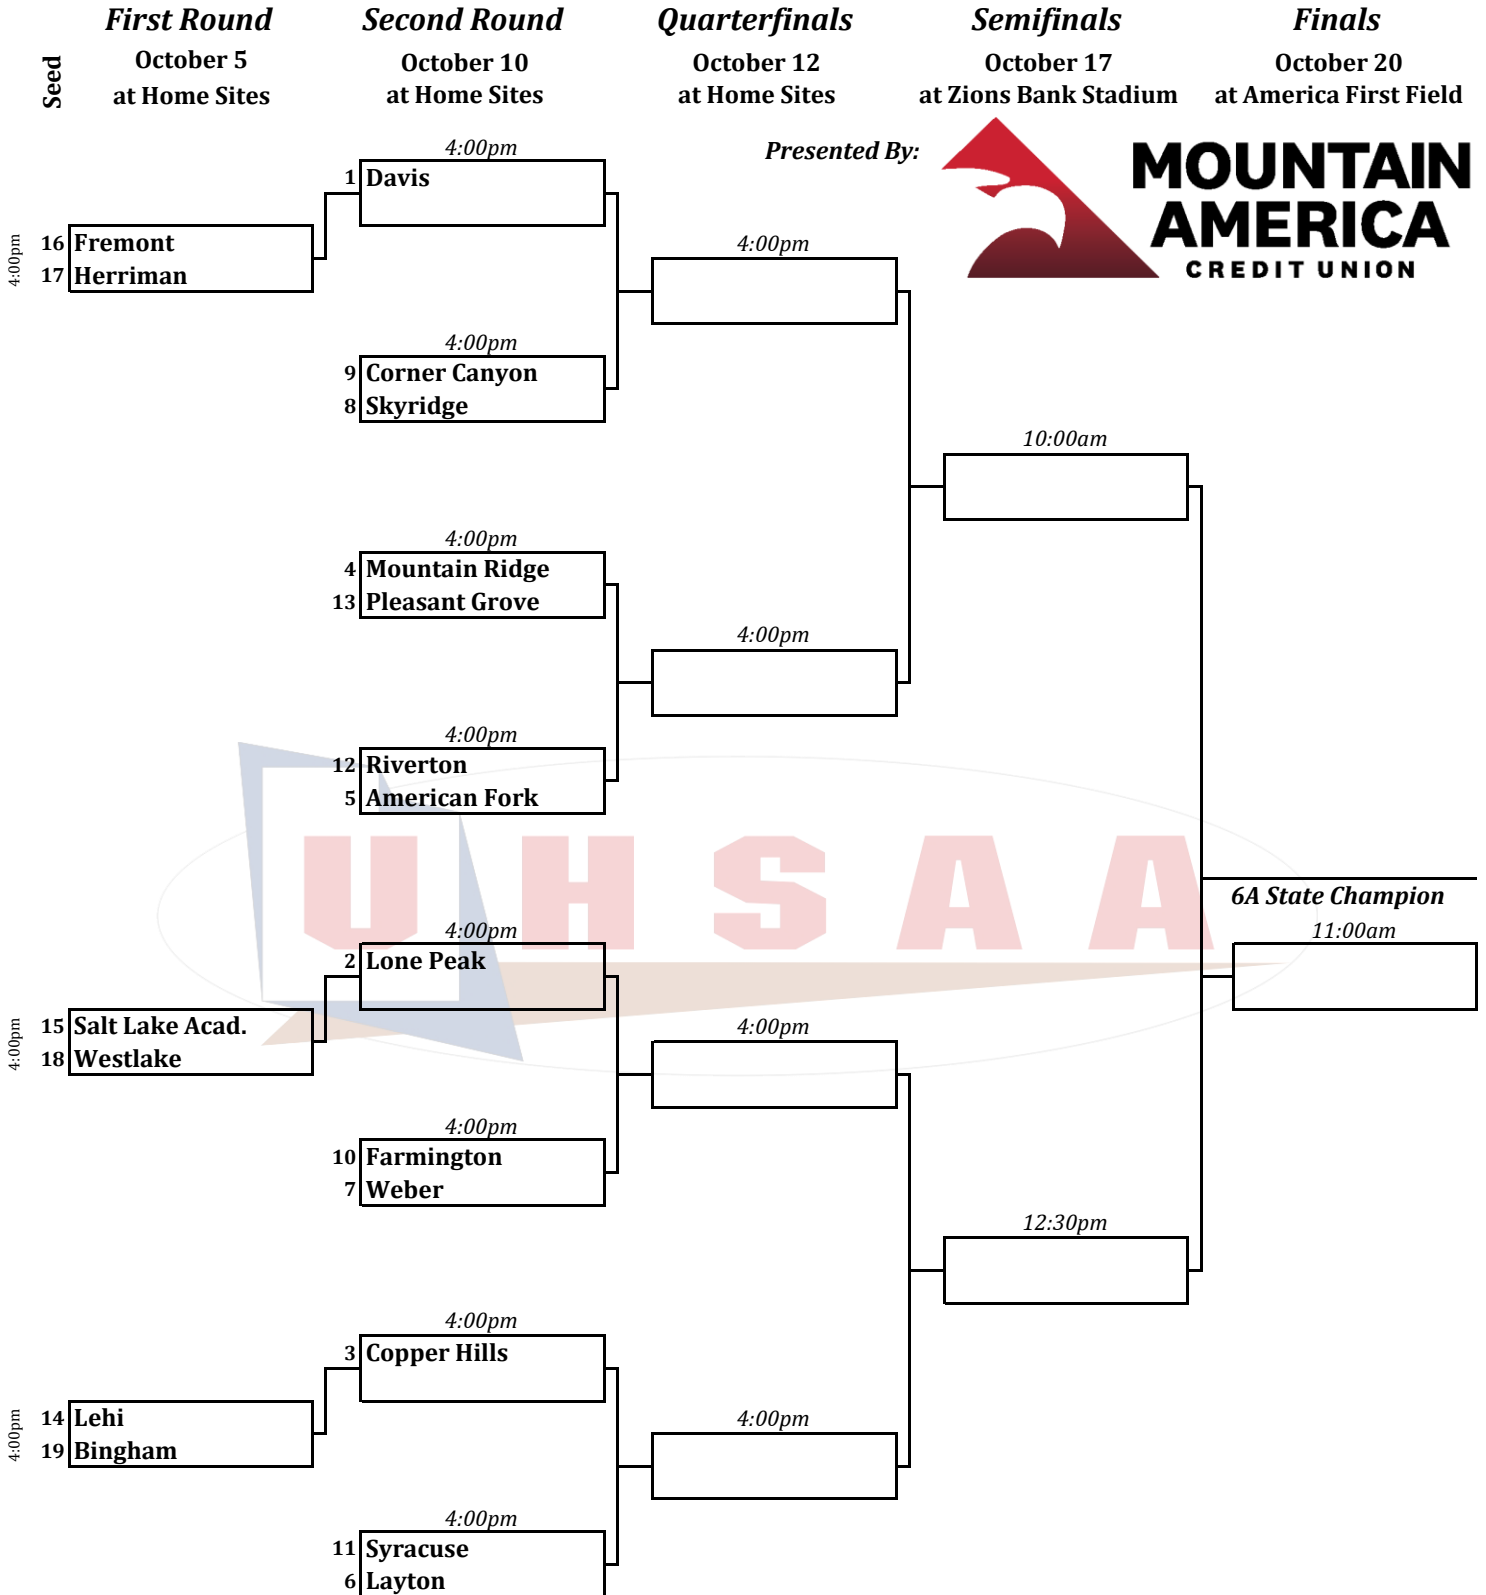 First Round Second Round Quarterfinals Semifinals Finals
October 5 October 10 October 12 October 17 October 20
at Home Sites at Home Sites at Home Sites at Zions Bank Stadium at America First Field
Seed
Presented By:
MOUNTAIN
AMERICA
CREDIT UNION
4:00pm
1 Davis
4:00pm
16 Fremont
17 Herriman
4:00pm
4:00pm
9 Corner Canyon
8 Skyridge
10:00am
4:00pm
4 Mountain Ridge
13 Pleasant Grove
4:00pm
4:00pm
12 Riverton
5 American Fork
UHSAA
6A State Champion
11:00am
4:00pm
2 Lone Peak
4:00pm
15 Salt Lake Acad.
18 Westlake
4:00pm
4:00pm
10 Farmington
7 Weber
12:30pm
4:00pm
3 Copper Hills
4:00pm
14 Lehi
19 Bingham
4:00pm
4:00pm
11 Syracuse
6 Layton